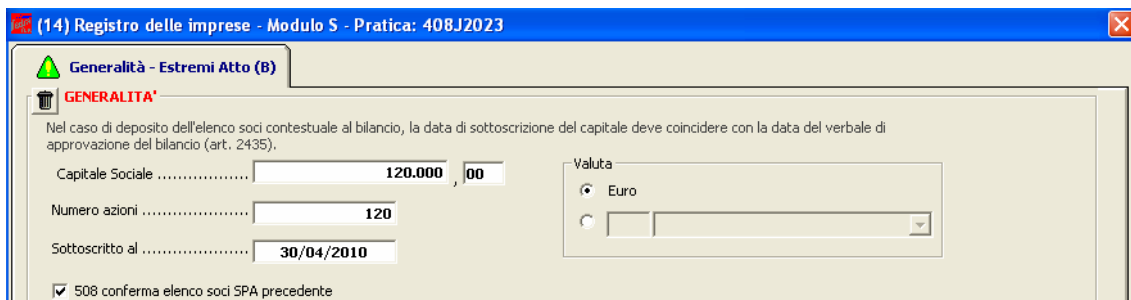 (14) Registro delle imprese - Modulo S - Pratica: 408J2023
Generalità - Estremi Atto (B)
GENERALITA'
Nel caso di deposito dell'elenco soci contestuale al bilancio, la data di sottoscrizione del capitale deve coincidere con la data del verbale di
approvazione del bilancio (art. 2435).
Capitale Sociale .................. 120.000 , 00
Valuta
Euro
Numero azioni ..................... 120
Sottoscritto al ..................... 30/04/2010
508 conferma elenco soci SPA precedente